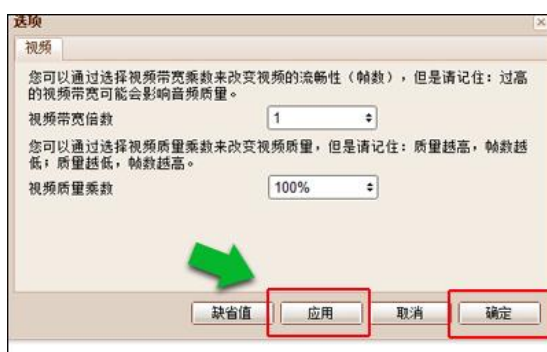 选项
视频
您可以通过选择视频带宽乘数来改变视频的流畅性（帧数），但是请记住：过高
的视频带宽可能会影响音频质量。
视频带宽倍数
1
您可以通过选择视频质量乘数来改变视频质量，但是请记住：质量越高，帧数越
低；质量越低，帧数越高。
视频质量乘数
100%
缺省值 应用 取消 确定